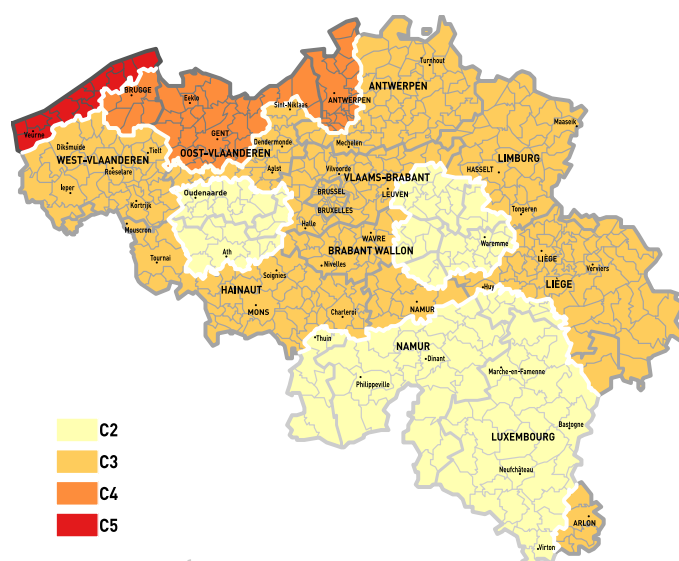 Turnhout
ANTWERPEN
BRUGGE
Eeklo
ANTWERPEN
Sint-Niklaas
Maaseik
Veurne
GENT
Diksmuide
Tielt
Dendermonde
Mechelen
WEST-VLAANDEREN
OOST-VLAANDEREN
LIMBURG
Roeselare
Aalst
Vilvoorde
HASSELT
VLAAMS-BRABANT
Ieper
Oudenaarde
BRUSSEL
LEUVEN
Kortrijk
BRUXELLES
Tongeren
Mouscron
Halle
WAVRE
Waremme
BRABANT WALLON
Ath
Tournai
Nivelles
LIÈGE
Verviers
Soignies
LIÈGE
HAINAUT
Huy
MONS
Charleroi
NAMUR
Thuin
NAMUR
Dinant
Marche-en-Famenne
Philippeville
Bastogne
C2
LUXEMBOURG
C3
Neufchâteau
C4
C5
ARLON
Virton